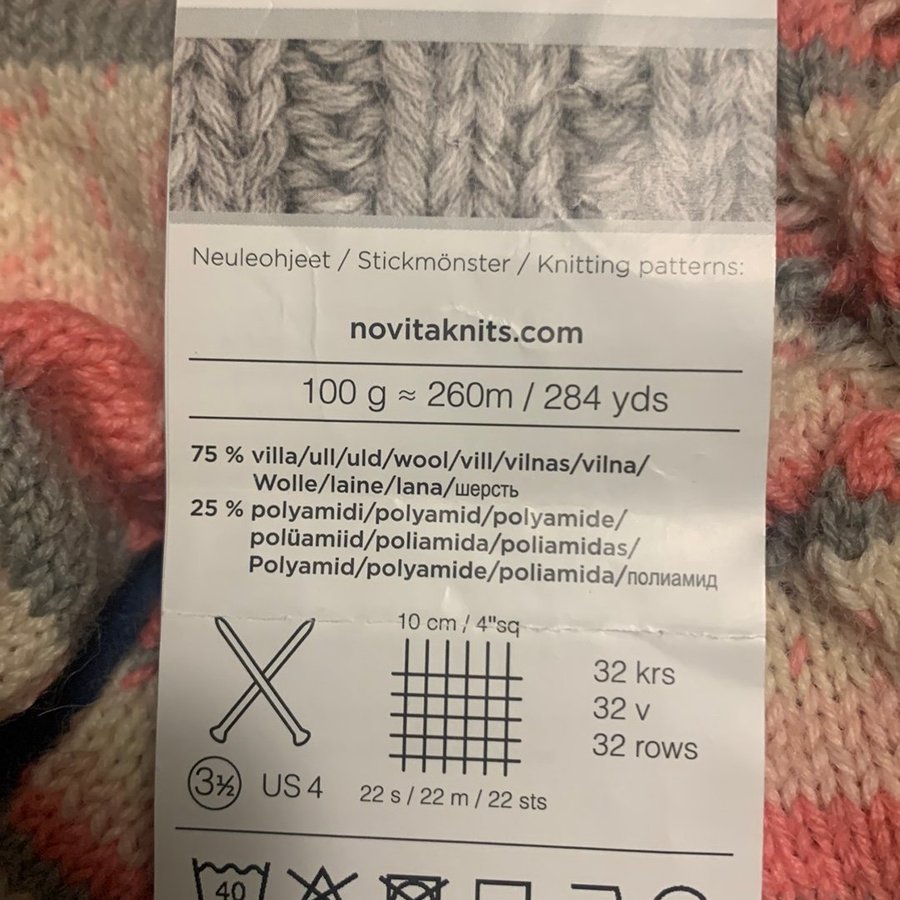 Neuleohjeet / Stickmönster / Knitting patterns:
novitaknits.com
100 g ≈ 260m / 284 yds
75 % villa/ull/uld/wool/vill/vilnas/vilna/
Wolle/laine/lana/шерсть
25 % polyamidi/polyamid/polyamide/
polüamiid/poliamida/poliamidas/
Polyamid/polyamide/poliamida/полиамид
10 cm / 4"sq
32 krs
32 v
32 rows
3½ US 4
22 s / 22 m / 22 sts
40